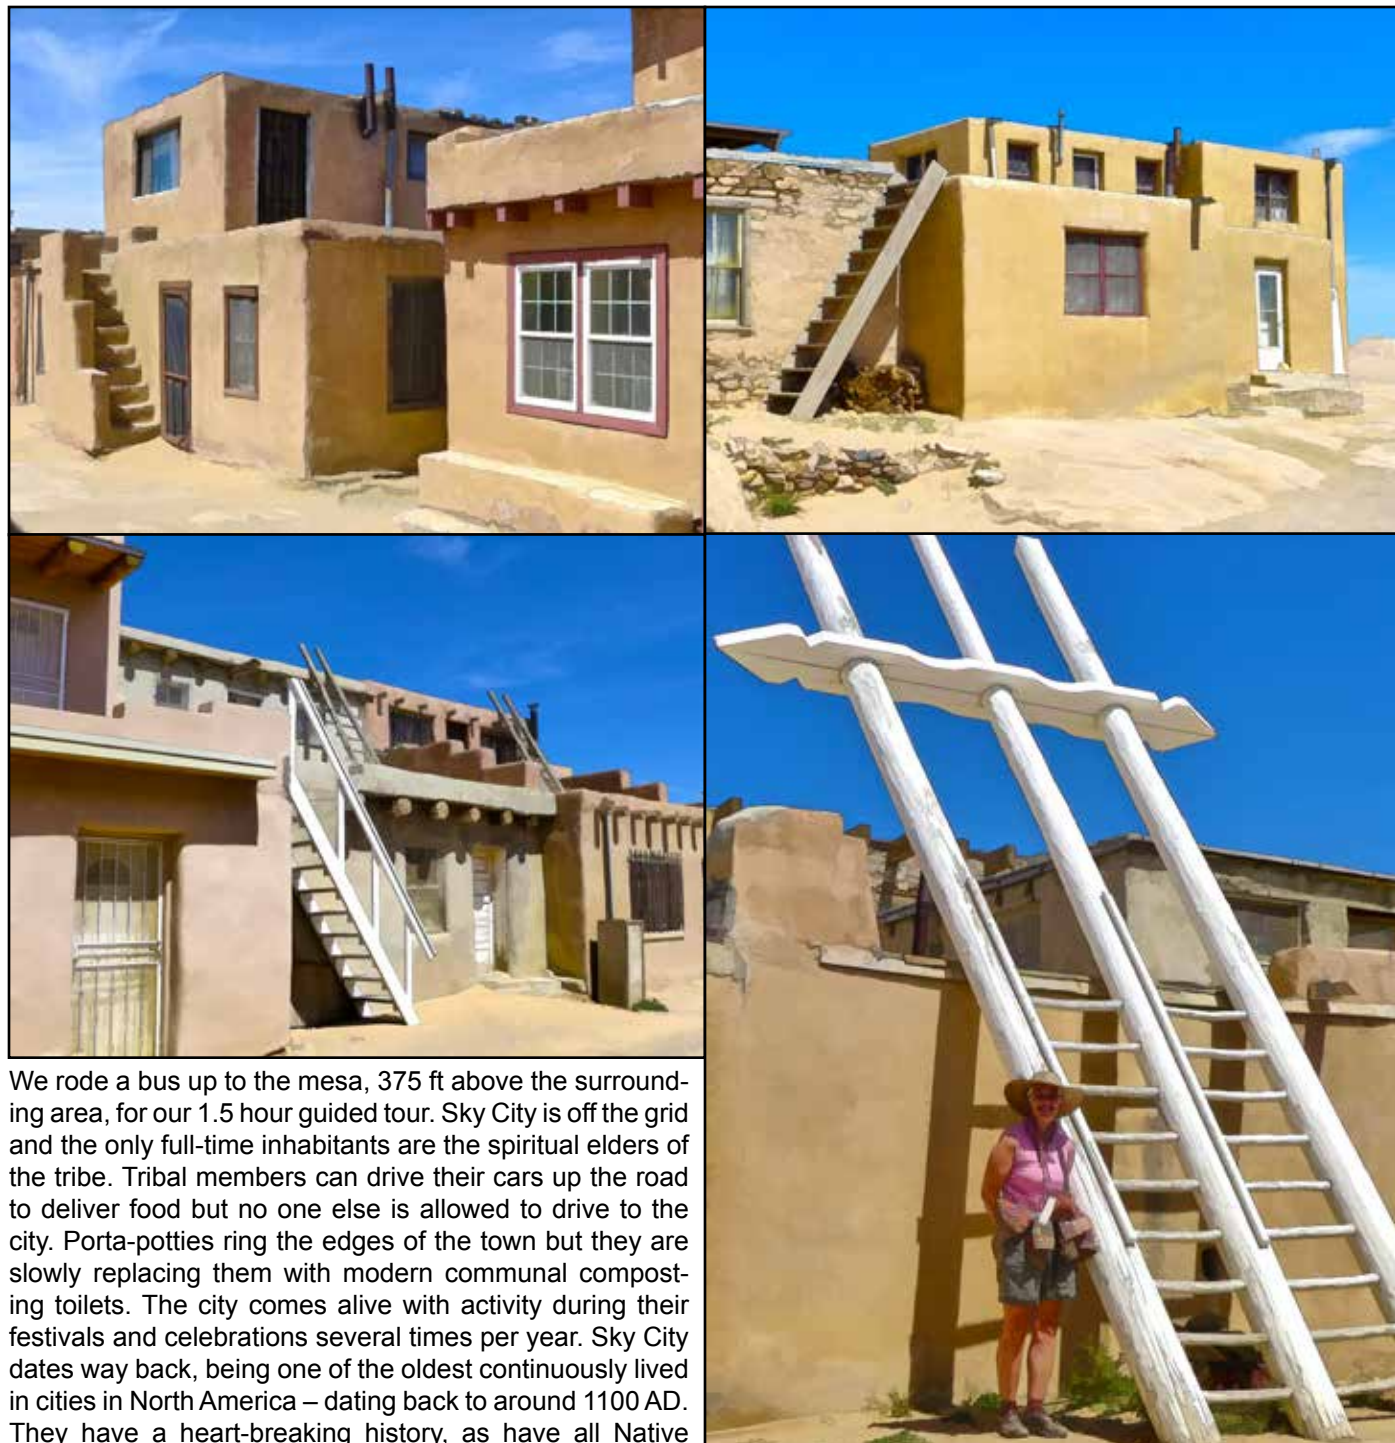 We rode a bus up to the mesa, 375 ft above the surround-
ing area, for our 1.5 hour guided tour. Sky City is off the grid
and the only full-time inhabitants are the spiritual elders of
the tribe. Tribal members can drive their cars up the road
to deliver food but no one else is allowed to drive to the
city. Porta-potties ring the edges of the town but they are
slowly replacing them with modern communal compost-
ing toilets. The city comes alive with activity during their
festivals and celebrations several times per year. Sky City
dates way back, being one of the oldest continuously lived
in cities in North America – dating back to around 1100 AD.
They have a heart-breaking history, as have all Native